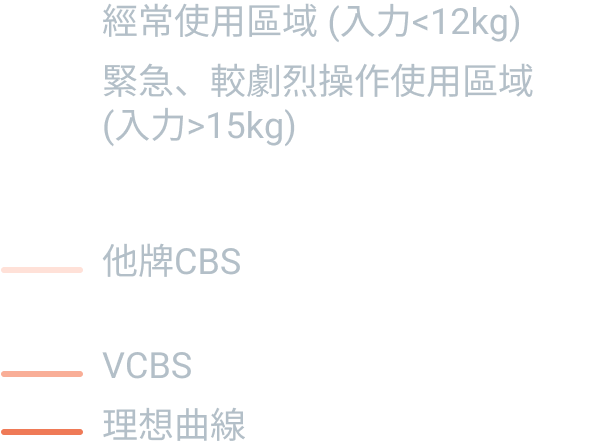 經常使用區域 (入力<12kg)
緊急、較劇烈操作使用區域
(入力>15kg)
他牌CBS
VCBS
理想曲線